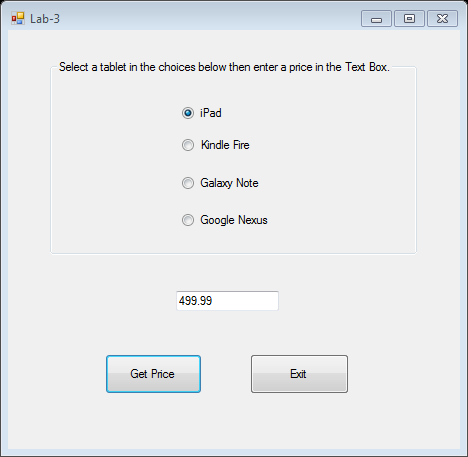 Lab-3
Select a tablet in the choices below then enter a price in the Text Box.
iPad
Kindle Fire
Galaxy Note
Google Nexus
499.99
Get Price
Exit